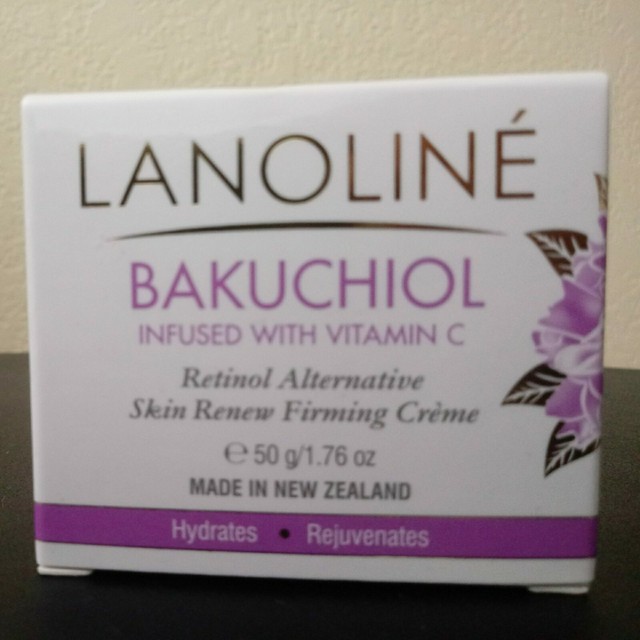 LANOLINÉ
BAKUCHIOL
INFUSED WITH VITAMIN C
Retinol Alternative
Skin Renew Firming Crème
℮ 50 g/1.76 oz
MADE IN NEW ZEALAND
Hydrates • Rejuvenates